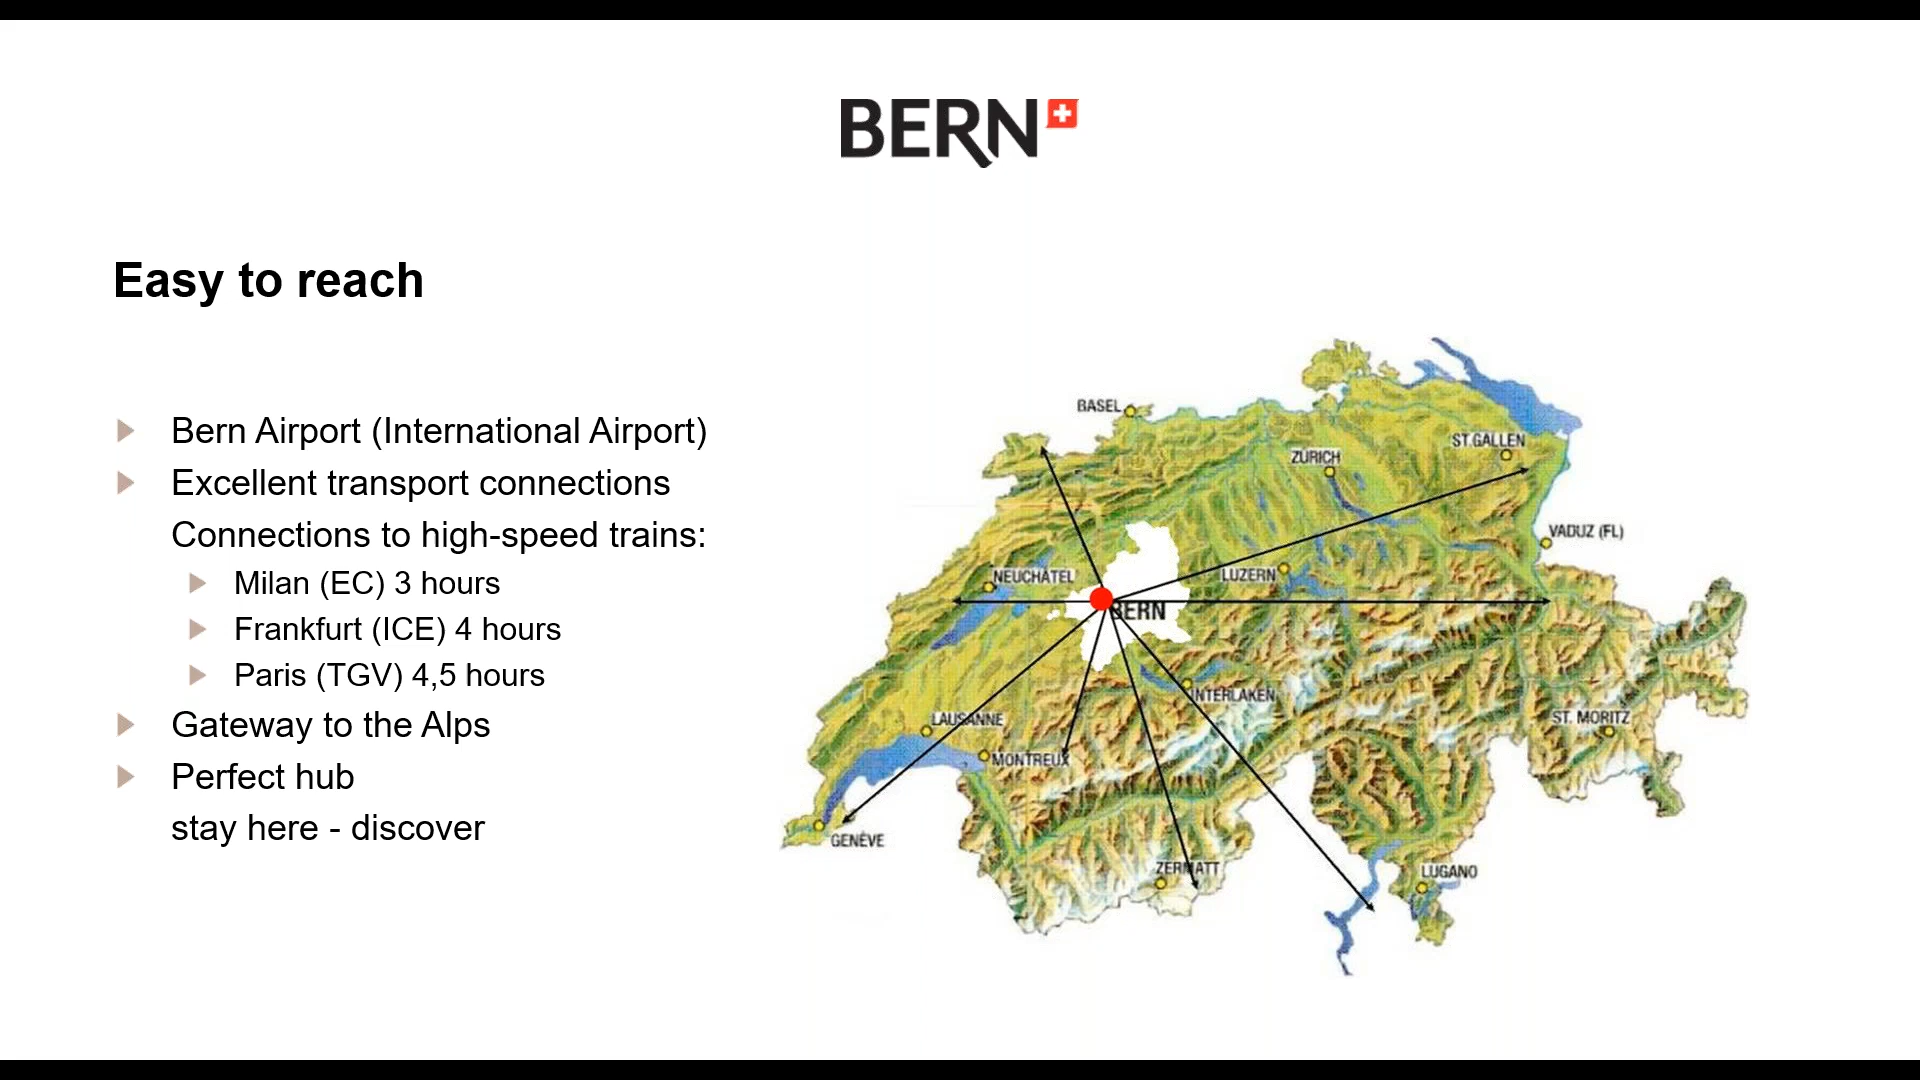 BERN
Easy to reach
Bern Airport (International Airport)
Excellent transport connections
Connections to high-speed trains:
Milan (EC) 3 hours
Frankfurt (ICE) 4 hours
Paris (TGV) 4,5 hours
Gateway to the Alps
Perfect hub
stay here - discover
BASEL
ST.GALLEN
ZÜRICH
VADUZ (FL)
NEUCHÂTEL
LUZERN
BERN
INTERLAKEN
LAUSANNE
ST. MORITZ
MONTREUX
GENÈVE
ZERMATT
LUGANO